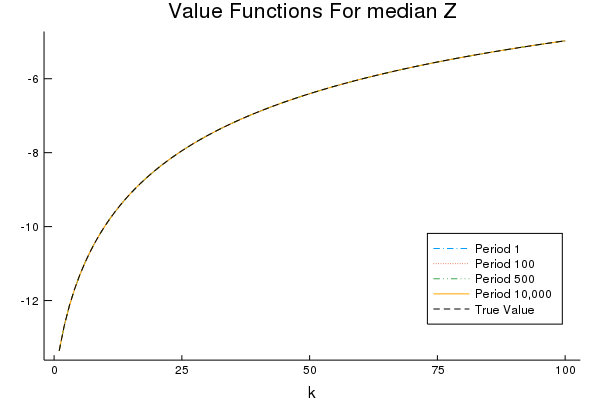 Value Functions For median Z
-6
-8
-10
-12
Period 1
Period 100
Period 500
Period 10,000
True Value
0 25 50 75 100
k